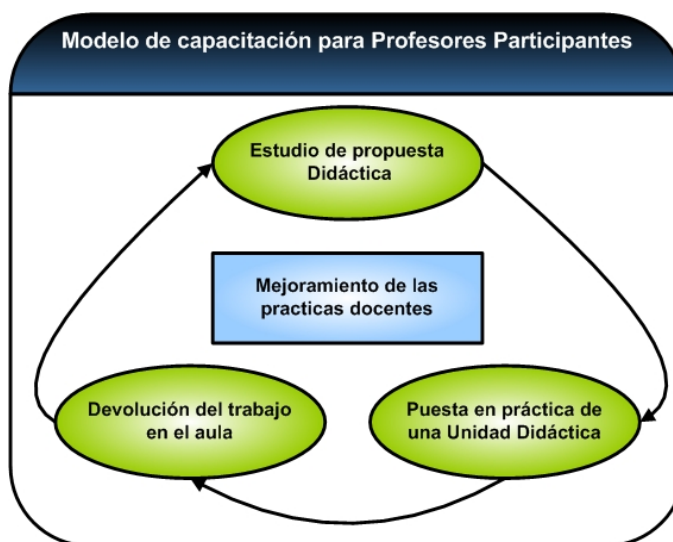 Modelo de capacitación para Profesores Participantes
Estudio de propuesta
Didáctica
Mejoramiento de las
practicas docentes
Devolución del trabajo
en el aula
Puesta en práctica de
una Unidad Didáctica